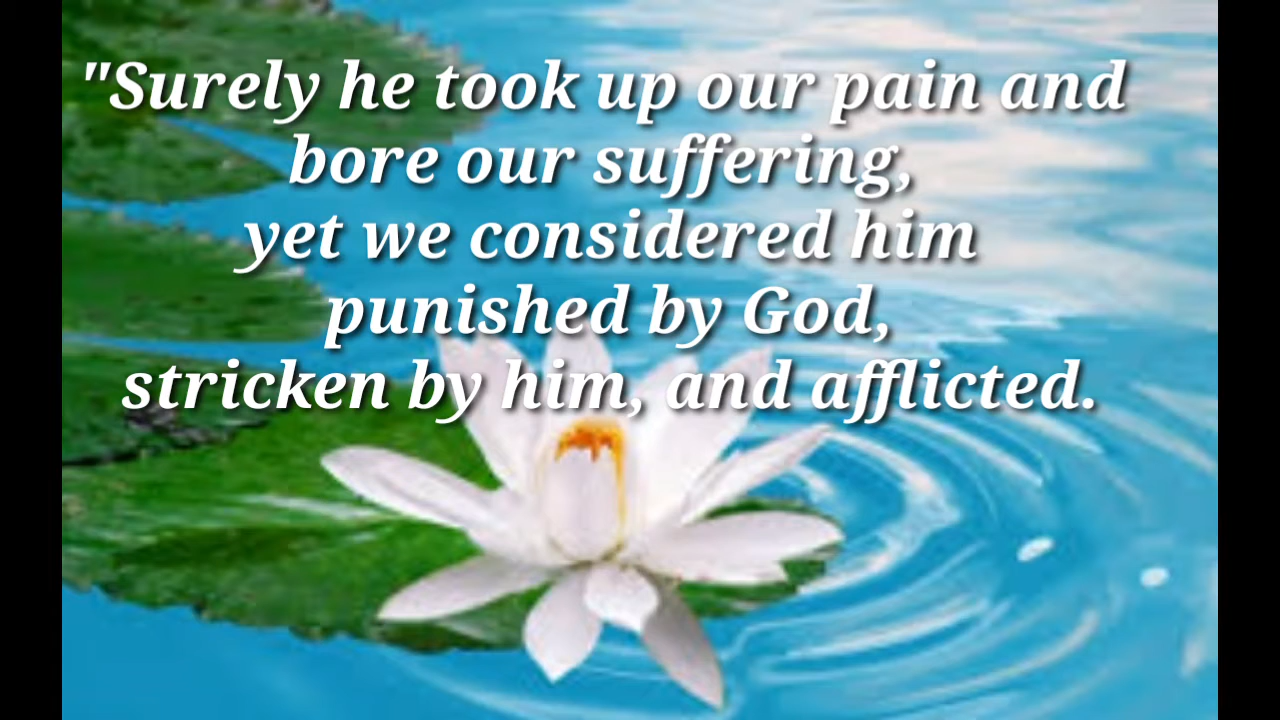 "Surely he took up our pain and
bore our suffering,
yet we considered him
punished by God,
stricken by him, and afflicted.